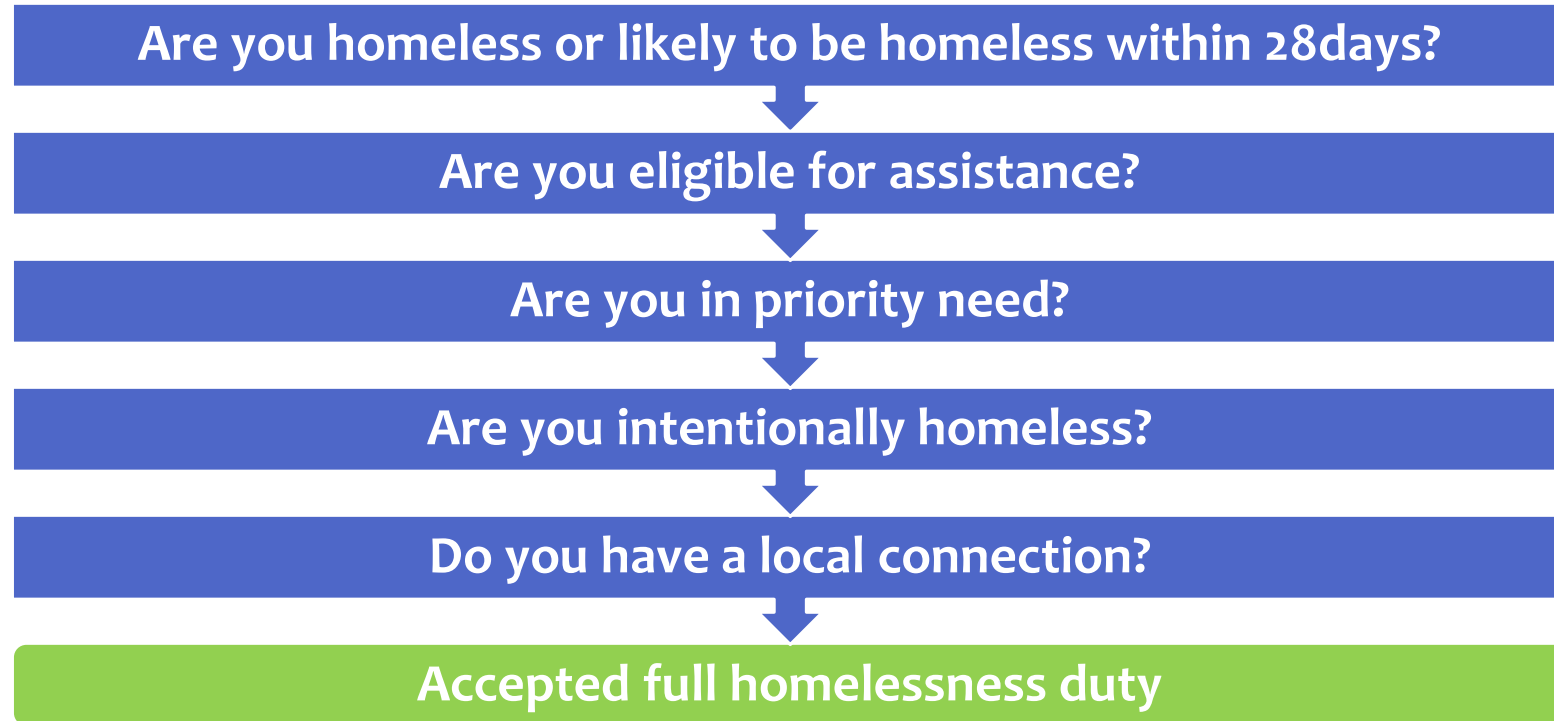 Are you homeless or likely to be homeless within 28days?
Are you eligible for assistance?
Are you in priority need?
Are you intentionally homeless?
Do you have a local connection?
Accepted full homelessness duty